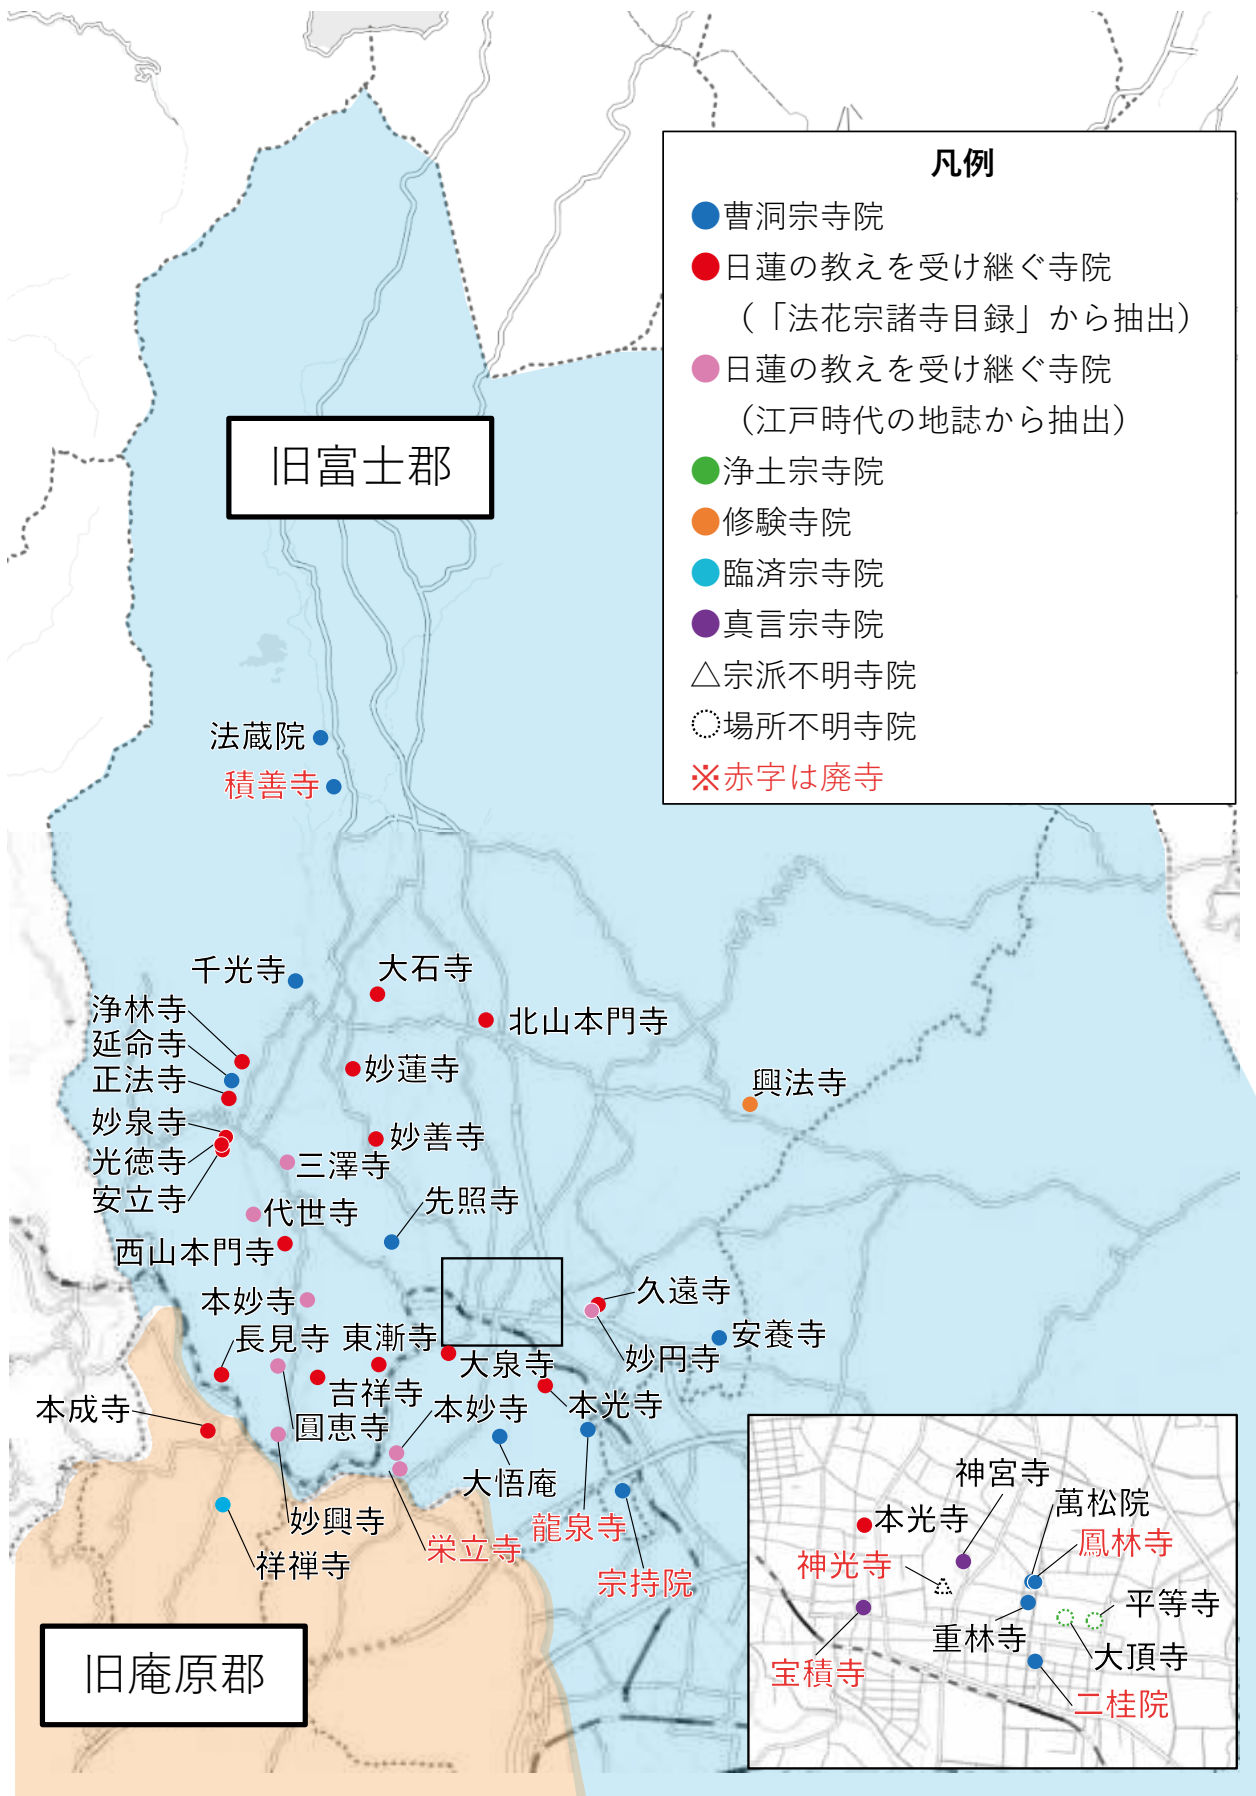 凡例
曹洞宗寺院
日蓮の教えを受け継ぐ寺院
（「法花宗諸寺目録」から抽出）
日蓮の教えを受け継ぐ寺院
（江戸時代の地誌から抽出）
浄土宗寺院
修験寺院
臨済宗寺院
真言宗寺院
△宗派不明寺院
場所不明寺院
※赤字は廃寺
旧富士郡
法蔵院
積善寺
千光寺
大石寺
浄林寺
北山本門寺
延命寺
妙蓮寺
正法寺
興法寺
妙泉寺
妙善寺
光徳寺
三澤寺
安立寺
先照寺
代世寺
西山本門寺
久遠寺
本妙寺
安養寺
長見寺
東漸寺
妙円寺
大泉寺
吉祥寺
本光寺
本成寺
本妙寺
圓恵寺
大悟庵
妙興寺
龍泉寺
栄立寺
祥禅寺
宗持院
旧庵原郡
神宮寺
萬松院
本光寺
鳳林寺
神光寺
平等寺
重林寺
大頂寺
宝積寺
二桂院